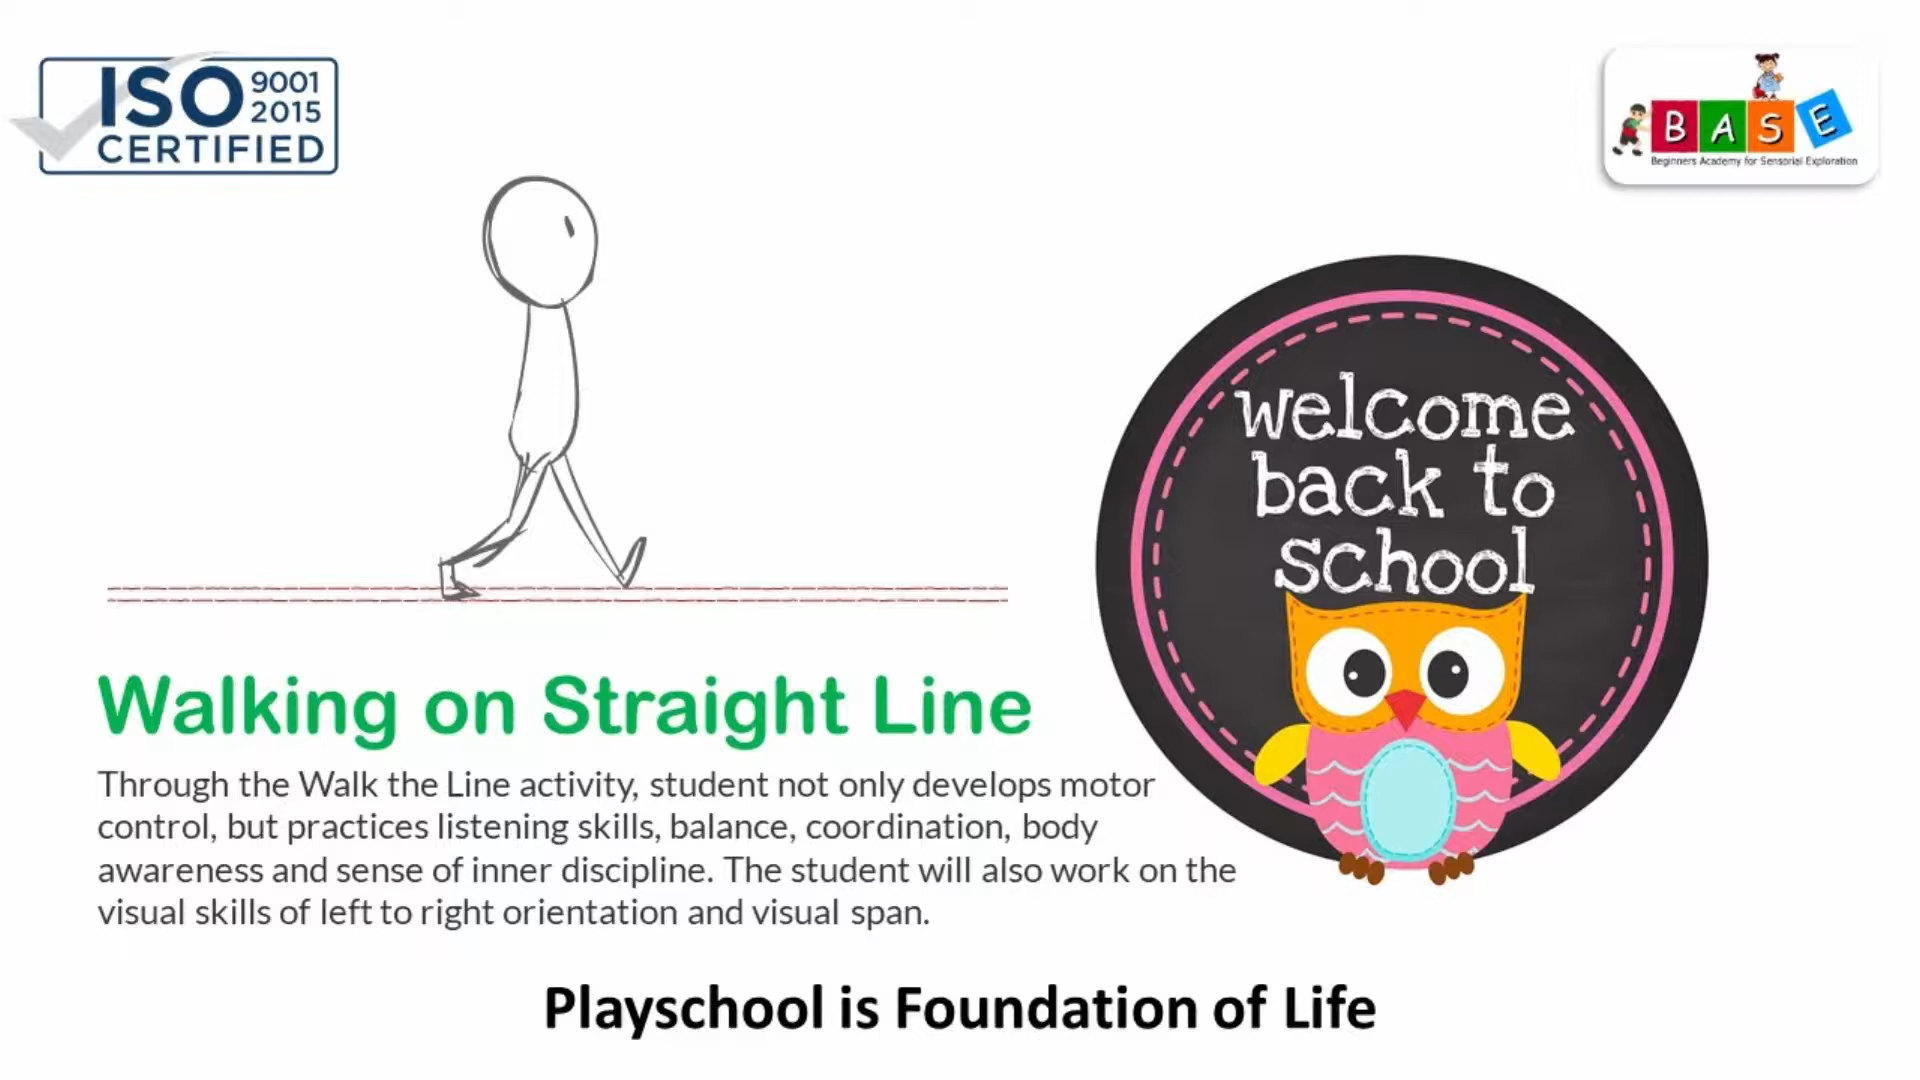 ISO 9001
2015
CERTIFIED
BASE
Beginners Academy for Sensorial Exploration
welcome
back to
school
Walking on Straight Line
Through the Walk the Line activity, student not only develops motor
control, but practices listening skills, balance, coordination, body
awareness and sense of inner discipline. The student will also work on the
visual skills of left to right orientation and visual span.
Playschool is Foundation of Life